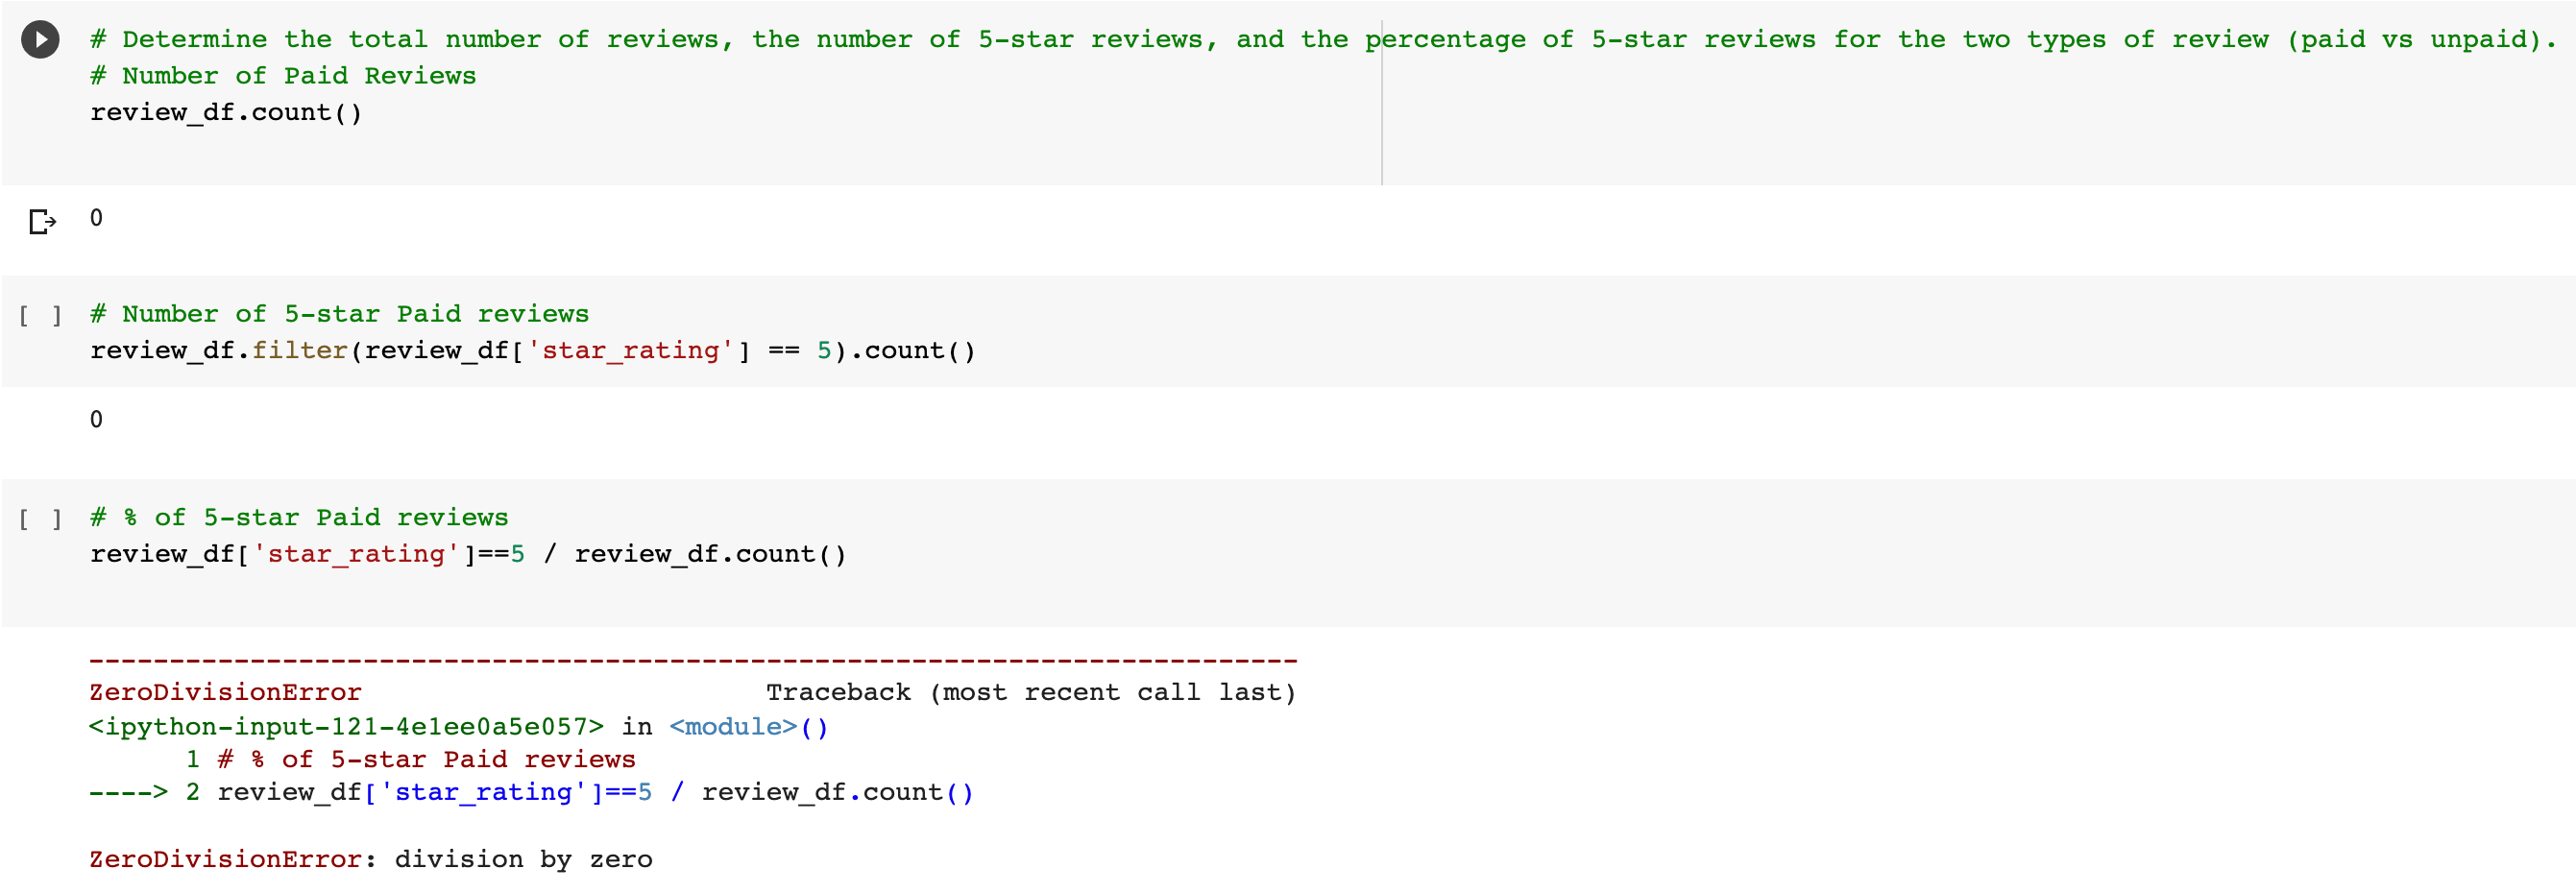 # Determine the total number of reviews, the number of 5-star reviews, and the percentage of 5-star reviews for the two types of review (paid vs unpaid).
# Number of Paid Reviews
review_df.count()
0
[ ] # Number of 5-star Paid reviews
review_df.filter(review_df['star_rating'] == 5).count()
0
[ ] # % of 5-star Paid reviews
review_df['star_rating']==5 / review_df.count()
---------------------------------------------------------------------------
ZeroDivisionError                         Traceback (most recent call last)
<ipython-input-121-4e1ee0a5e057> in <module>()
      1 # % of 5-star Paid reviews
----> 2 review_df['star_rating']==5 / review_df.count()
ZeroDivisionError: division by zero